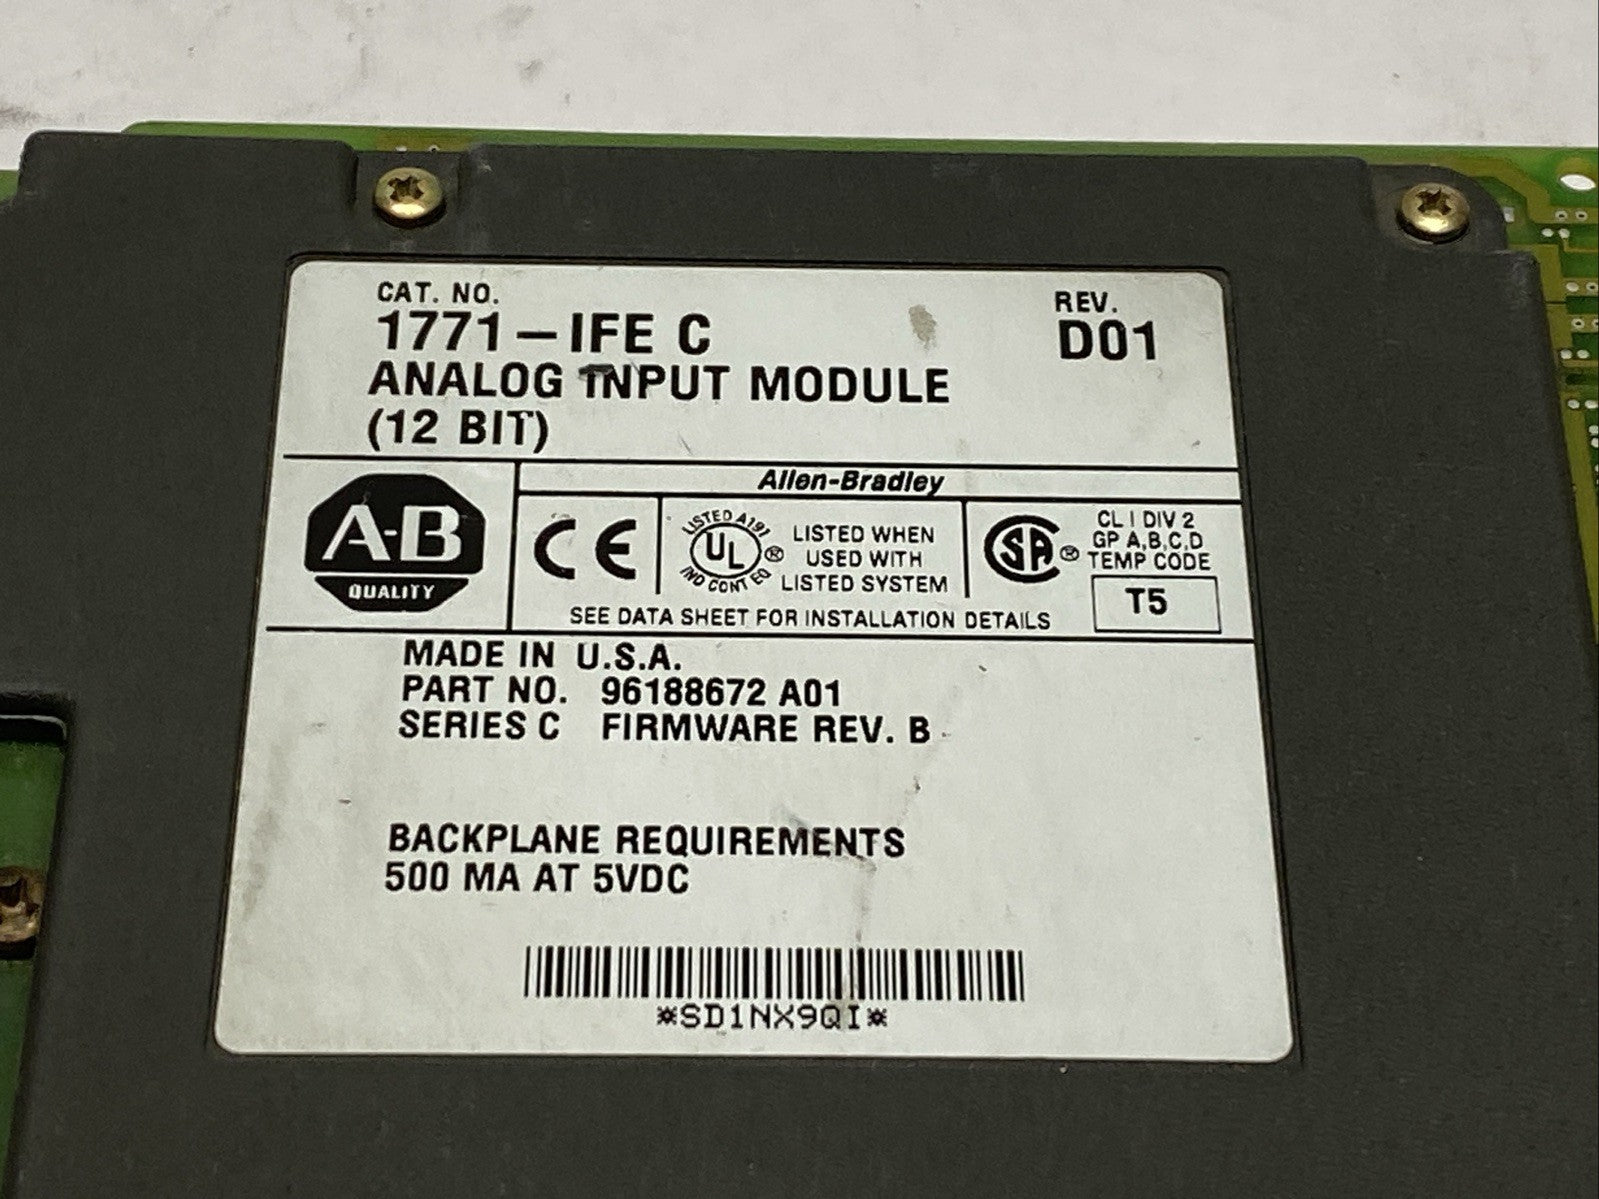 CAT. NO.
1771-IFE C
REV.
D01
ANALOG INPUT MODULE
(12 BIT)
Allen-Bradley
A-B
QUALITY
CE
LISTED A197
UL ®
IND CONT EQ
LISTED WHEN
USED WITH
LISTED SYSTEM
SA ®
CL I DIV 2
GP A,B,C,D
TEMP CODE
T5
SEE DATA SHEET FOR INSTALLATION DETAILS
MADE IN U.S.A.
PART NO. 96188672 A01
SERIES C FIRMWARE REV. B
BACKPLANE REQUIREMENTS
500 MA AT 5VDC
*SD1NX9QI*